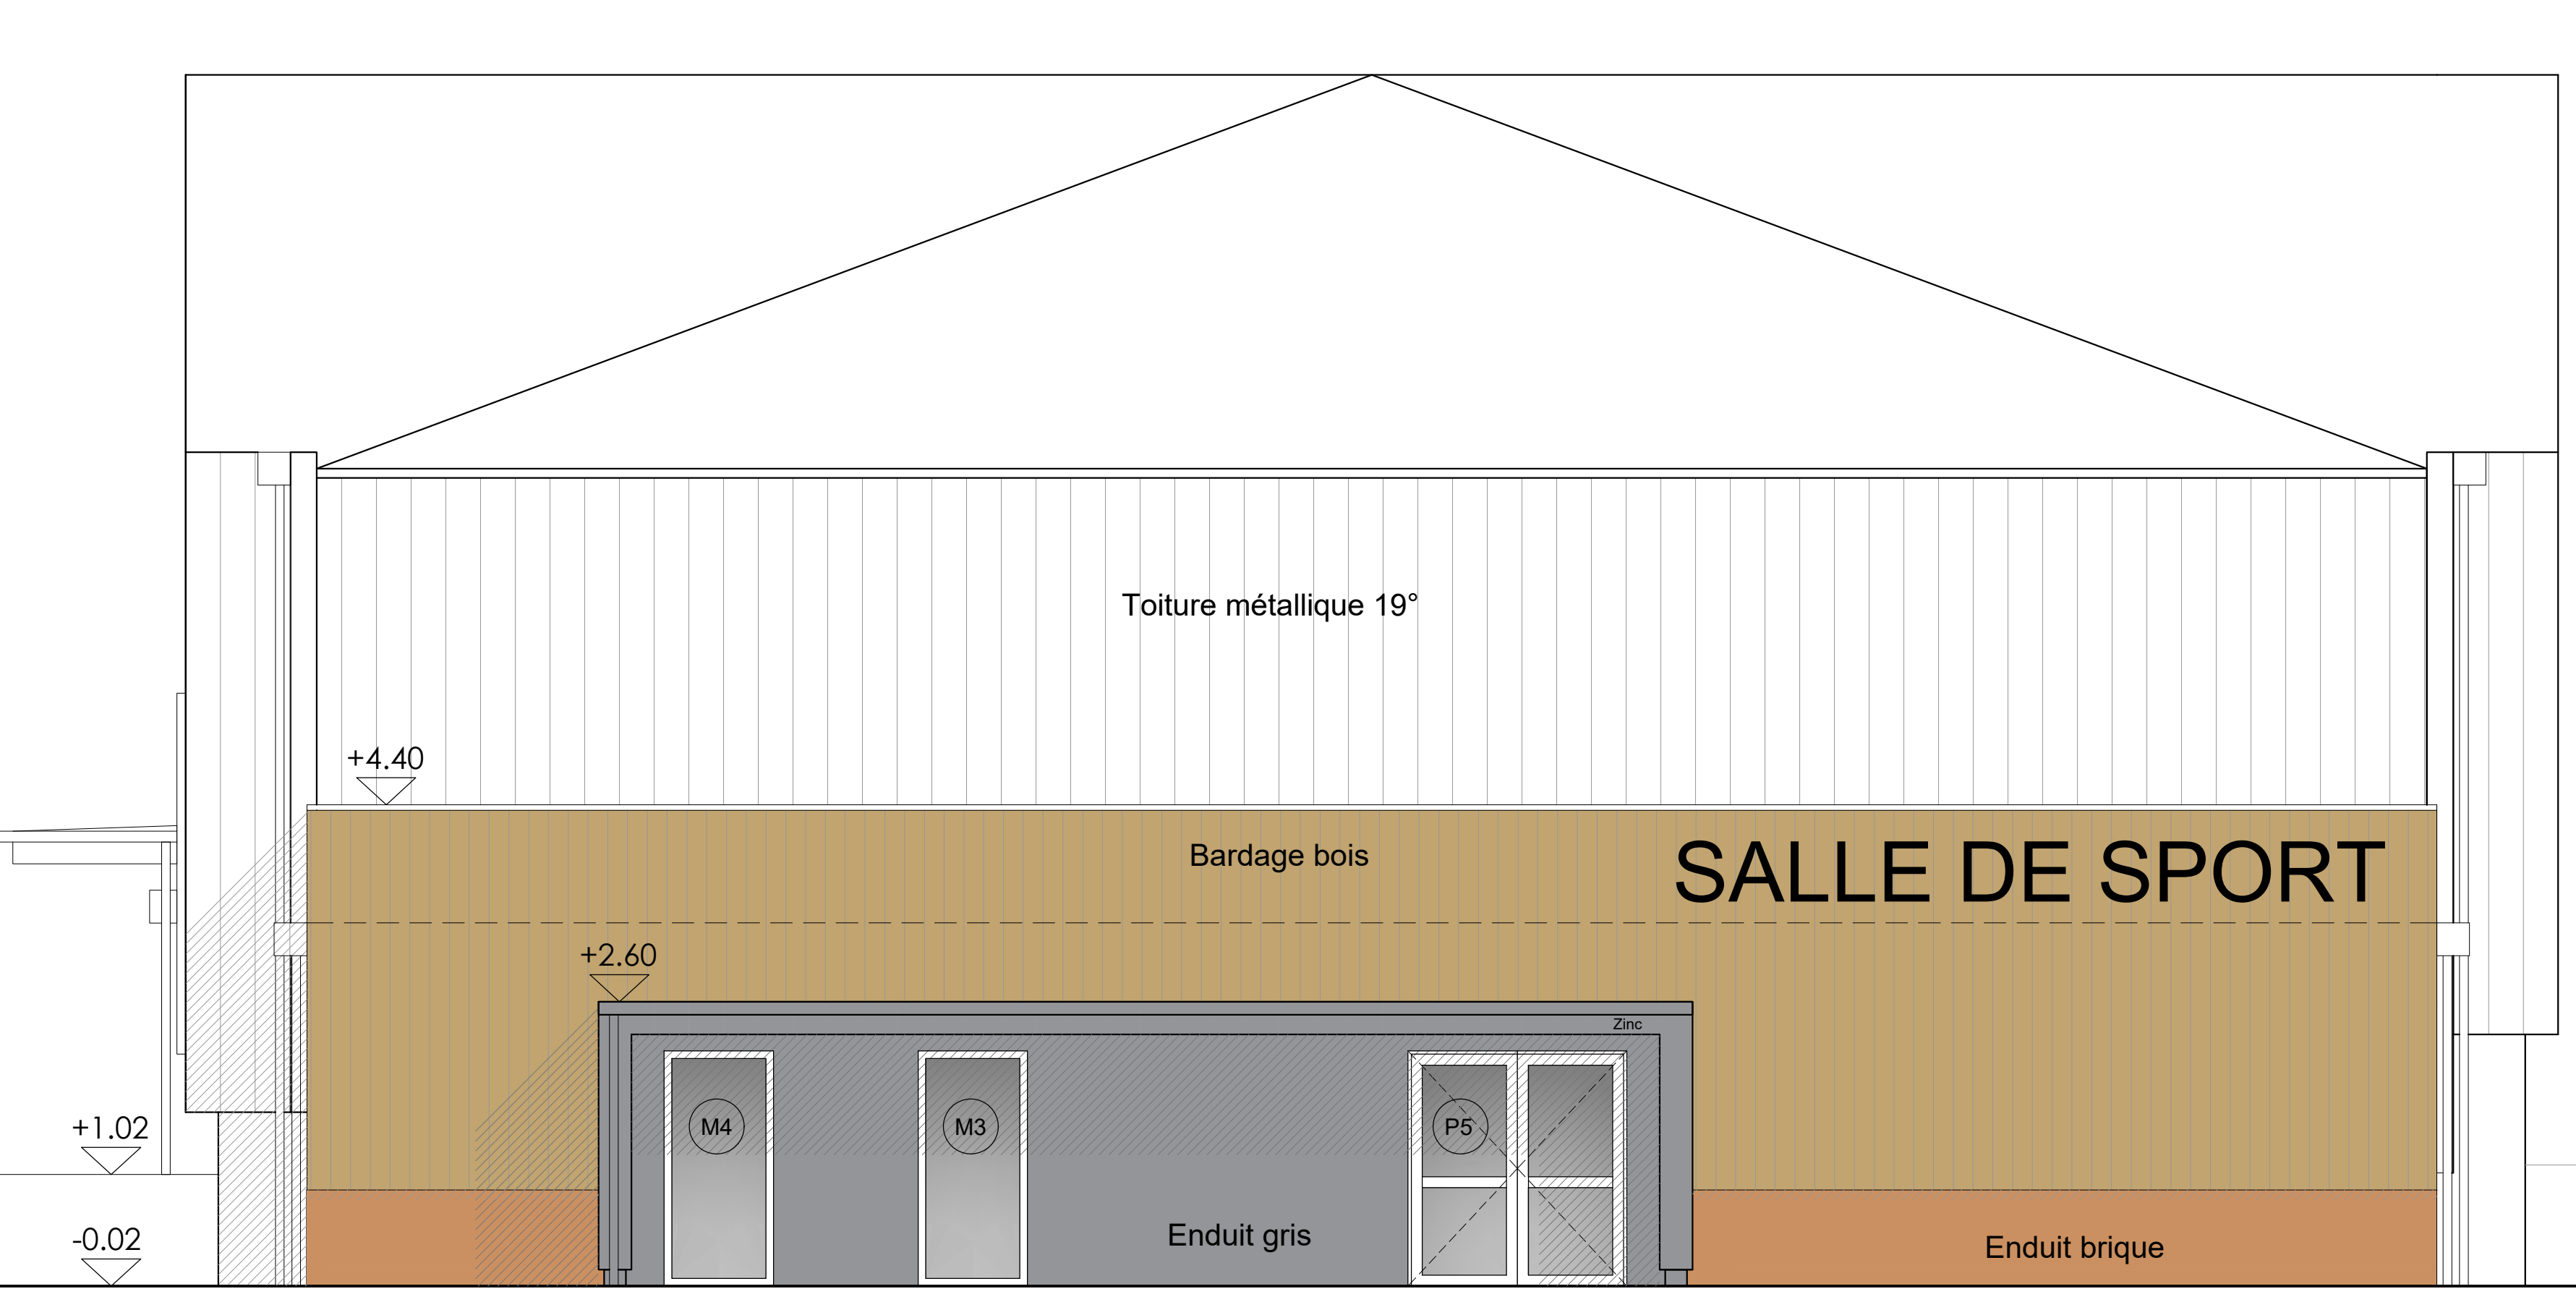 Toiture métallique 19°
+4.40
Bardage bois
SALLE DE SPORT
+2.60
Zinc
+1.02
M4
M3
P5
-0.02
Enduit gris
Enduit brique